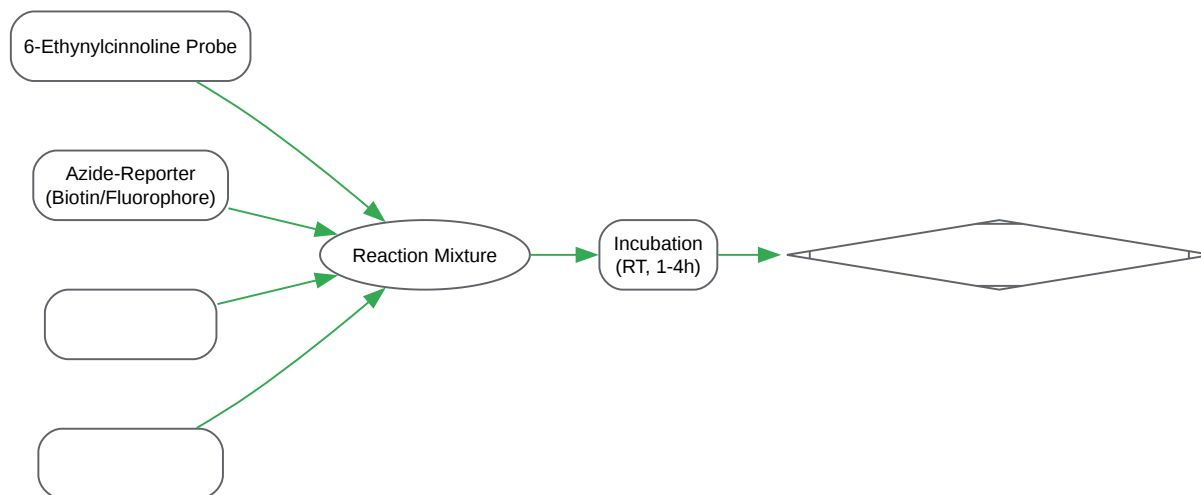 6-Ethynylcinnoline Probe
Azide-Reporter
(Biotin/Fluorophore)
Reaction Mixture
Incubation
(RT, 1-4h)